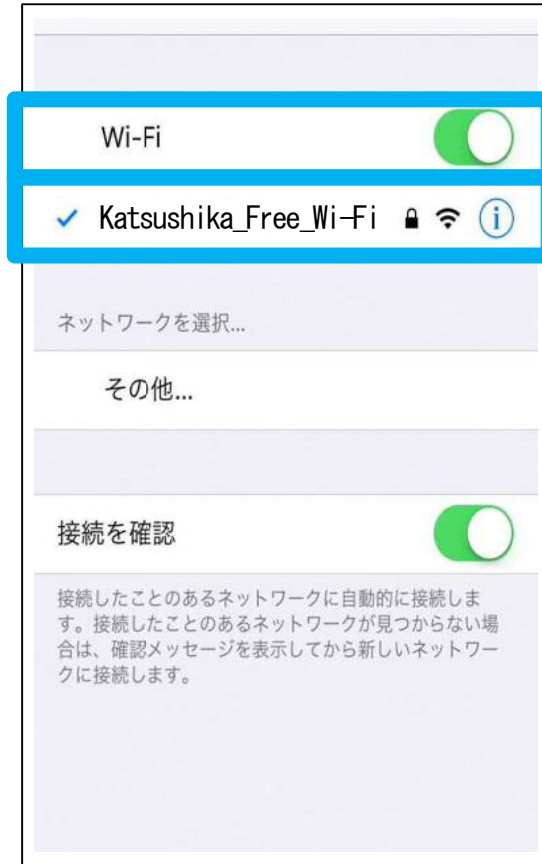 Wi-Fi
Katsushika_Free_Wi-Fi
ネットワークを選択...
その他...
接続を確認
接続したことのあるネットワークに自動的に接続しま
す。接続したことのあるネットワークが見つからない場
合は、確認メッセージを表示してから新しいネットワー
クに接続します。